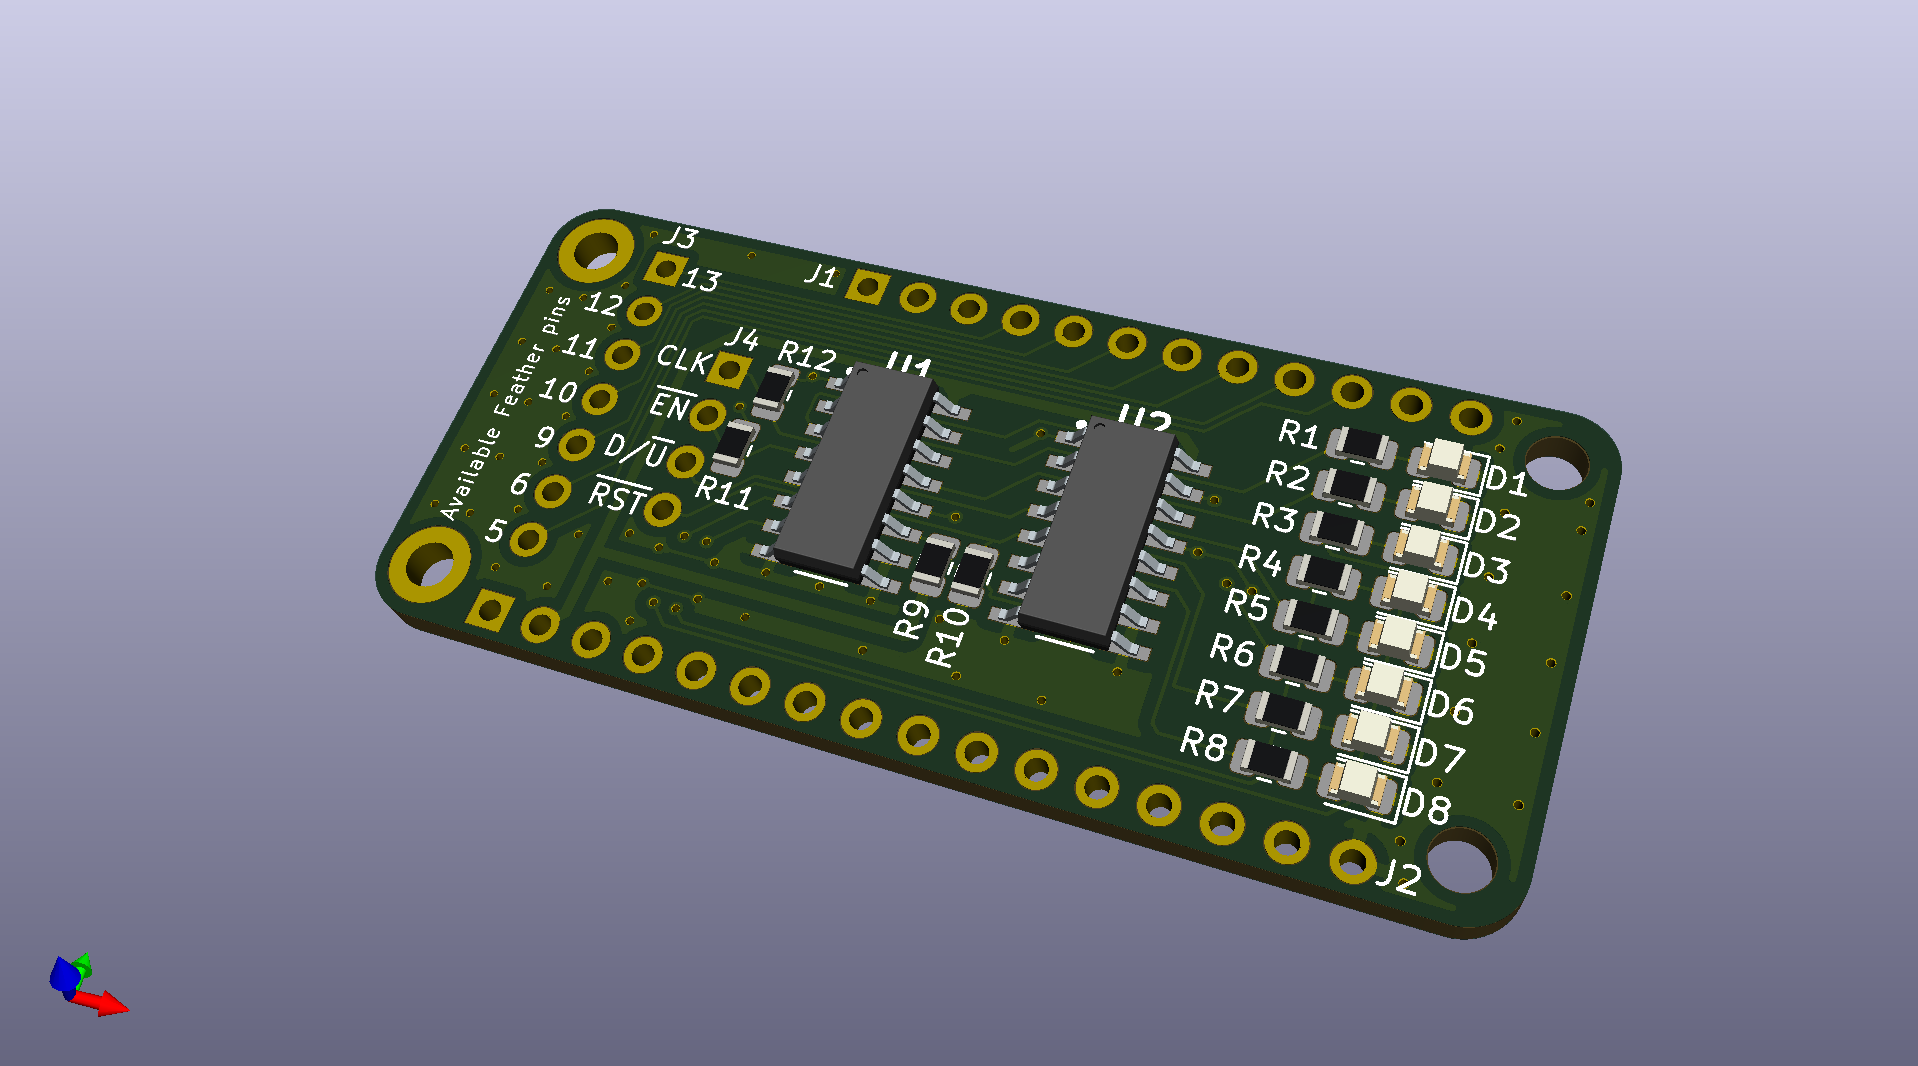 J3
13
J1
12
11
10
9
6
5
Available Feather pins
J4
CLK
EN
D/U
RST
R12
R11
U1
U2
R9
R10
R1
R2
R3
R4
R5
R6
R7
R8
D1
D2
D3
D4
D5
D6
D7
D8
J2